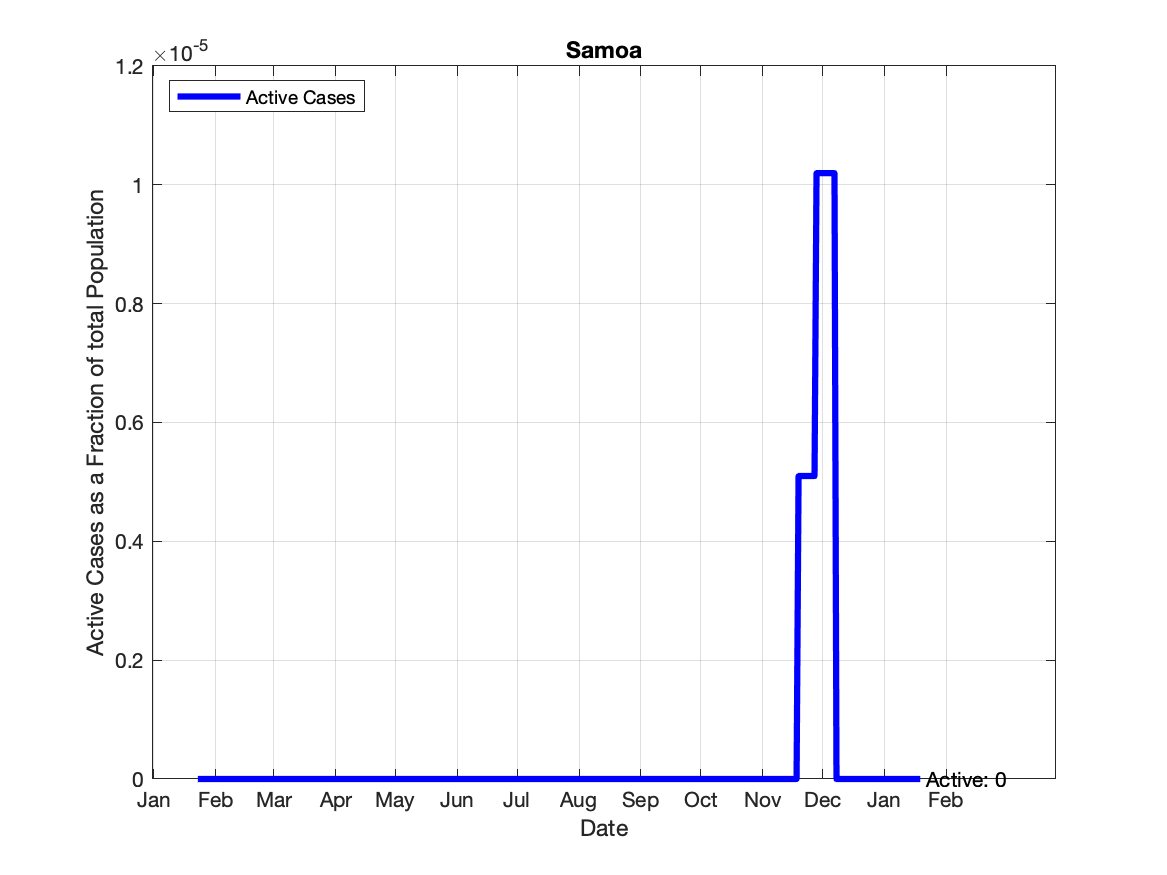 Samoa
×10-5
Active Cases
1.2
1
0.8
0.6
0.4
0.2
0
Active Cases as a Fraction of total Population
Active: 0
Jan Feb Mar Apr May Jun Jul Aug Sep Oct Nov Dec Jan Feb
Date